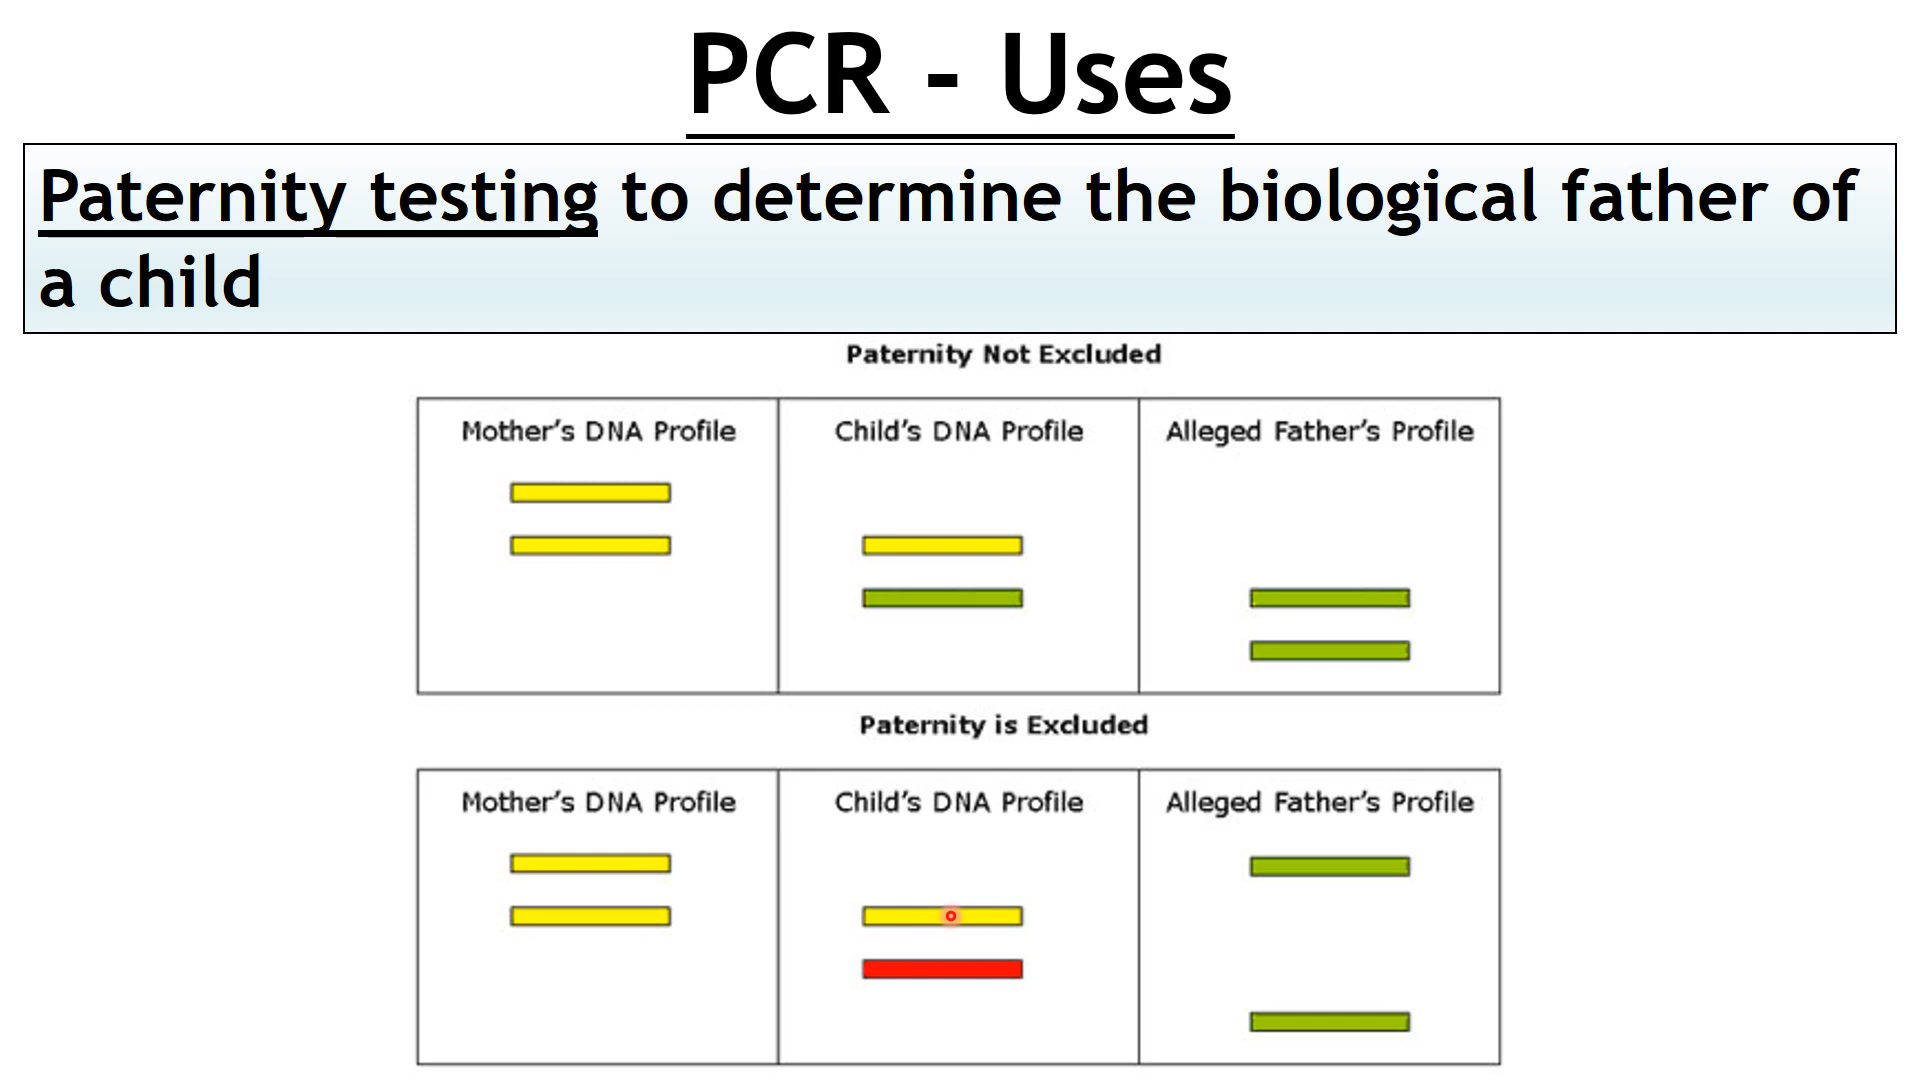 PCR - Uses
Paternity testing to determine the biological father of
a child
Paternity Not Excluded
Mother’s DNA Profile
Child’s DNA Profile
Alleged Father’s Profile
Paternity is Excluded
Mother’s DNA Profile
Child’s DNA Profile
Alleged Father’s Profile